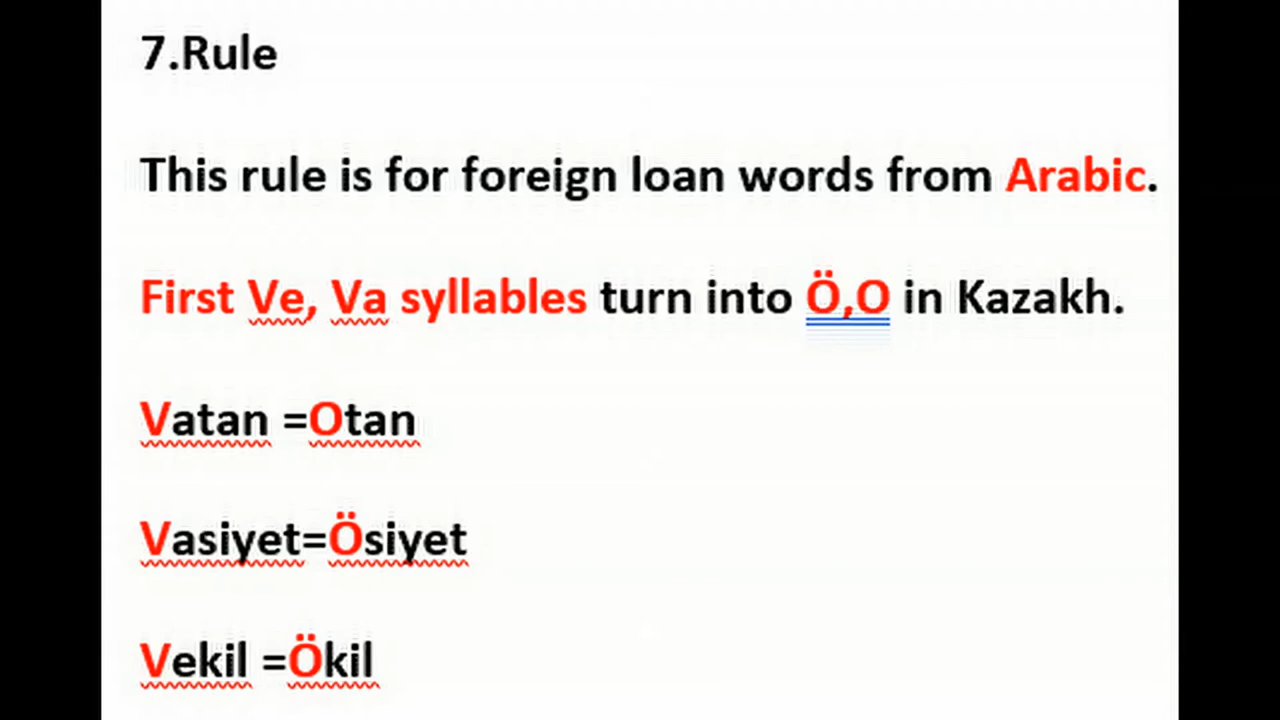 7.Rule
This rule is for foreign loan words from Arabic.
First Ve, Va syllables turn into Ö,O in Kazakh.
Vatan =Otan
Vasiyet=Ösiyet
Vekil =Ökil